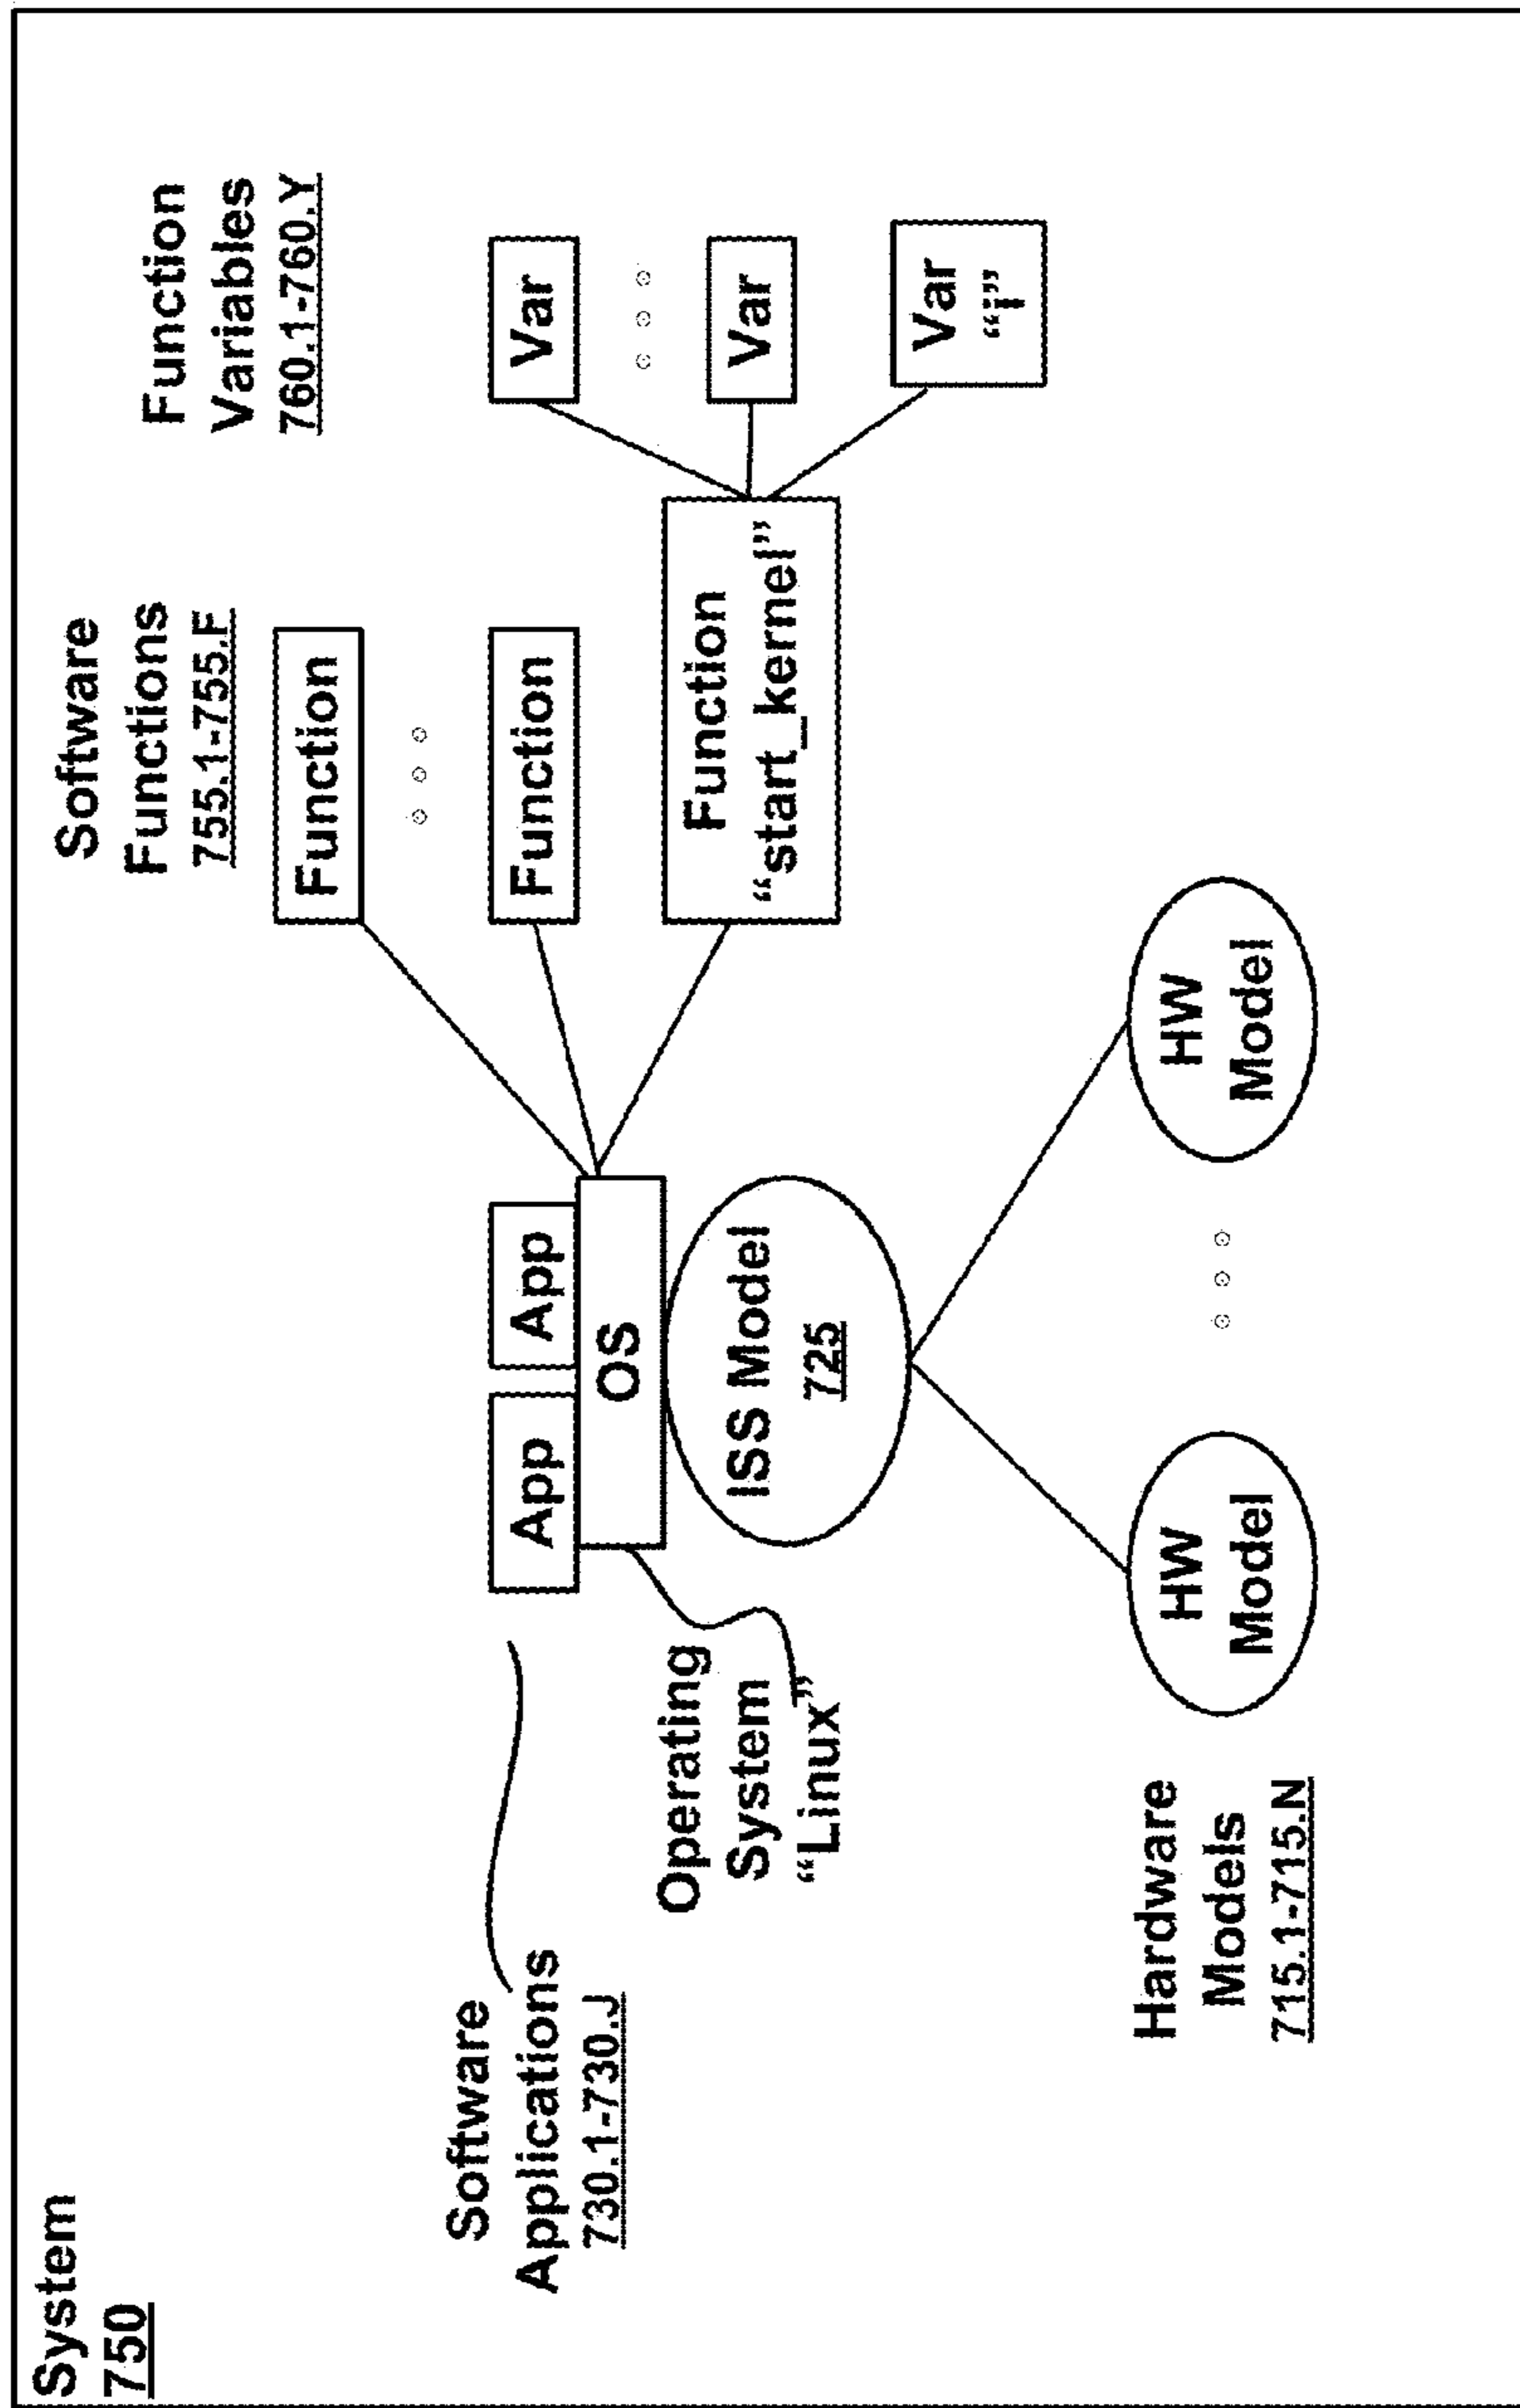 System
750
Software
Functions
755.1-755.F
Function
Variables
760.1-760.Y
Function
Function
Function
"start_kernel"
Var
Var
Var
"i"
Software
Applications
730.1-730.J
App
App
OS
Operating
System
"Linux"
ISS Model
725
Hardware
Models
715.1-715.N
HW
Model
HW
Model